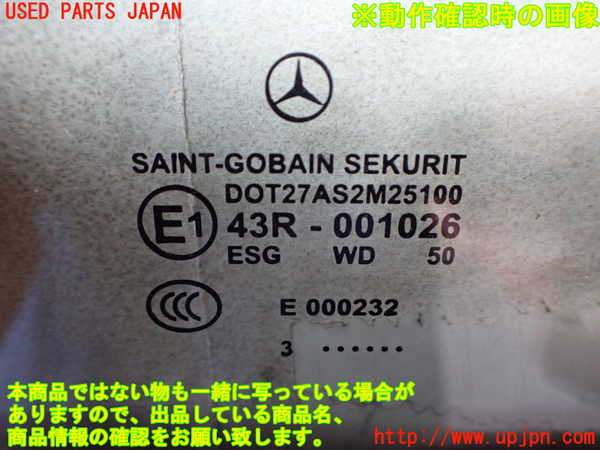 USED PARTS JAPAN
※動作確認時の画像
SAINT-GOBAIN SEKURIT
DOT27AS2M25100
E1 43R - 001026
ESG WD 50
CCC E 000232
3 ······
本商品ではない物も一緒に写っている場合が
ありますので、出品している商品名、
商品情報の確認をお願い致します。
http://www.upjpn.com/